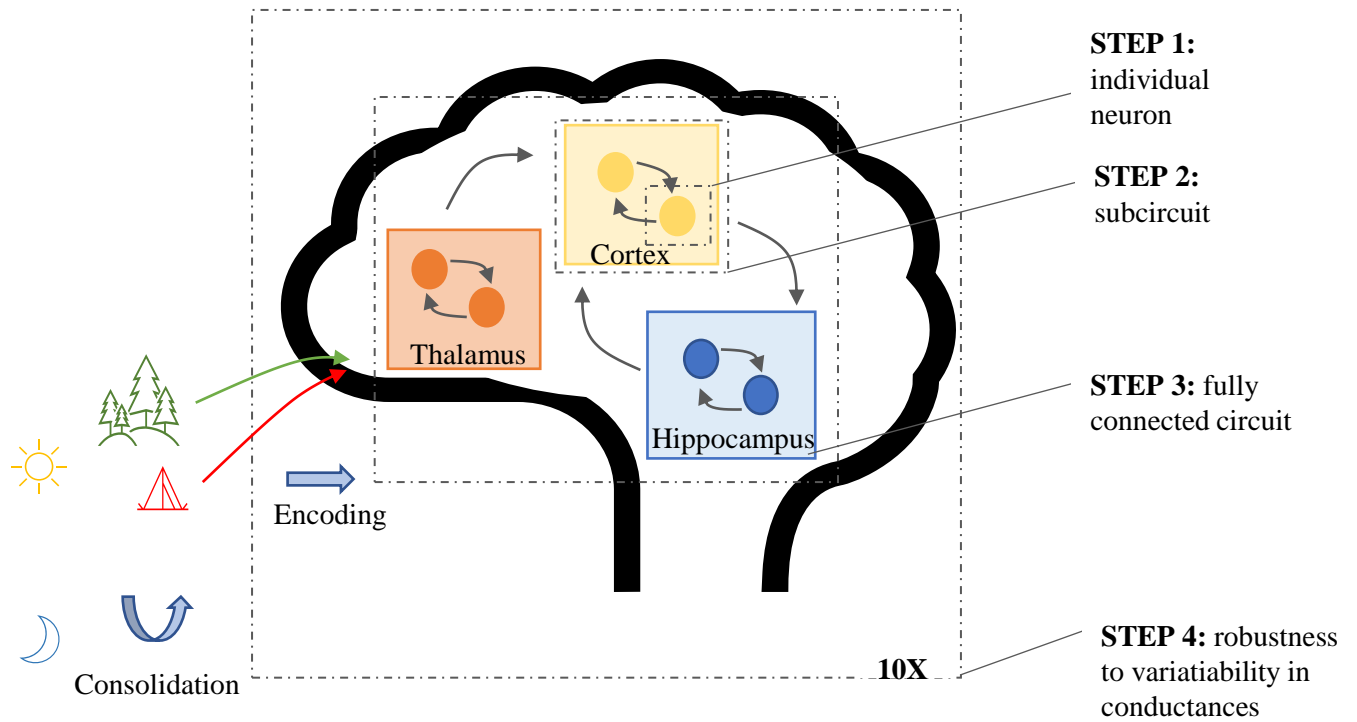 STEP 1:
individual
neuron
STEP 2:
subcircuit
Cortex
Thalamus
STEP 3: fully
connected circuit
Hippocampus
Encoding
STEP 4: robustness
to variatiability in
conductances
10X
Consolidation